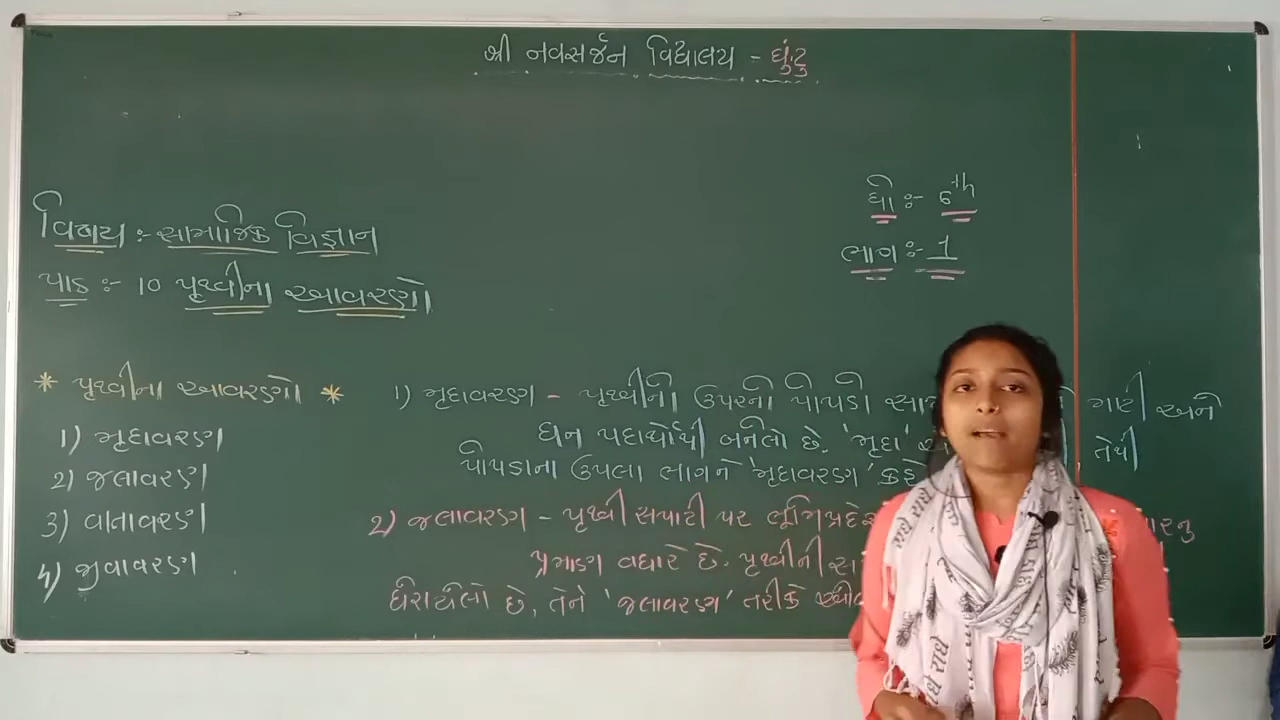 શ્રી નવસર્જન વિદ્યાલય - ઘુંટુ
ધો :- 6th
વિષય :- સામાજિક વિજ્ઞાન
ભાગ :- 1
પાઠ :- 10 પૃથ્વીના આવરણો
* પૃથ્વીના આવરણો *
1) મૃદાવરણ
2) જલાવરણ
3) વાતાવરણ
4) જીવાવરણ
1) મૃદાવરણ - પૃથ્વીની ઉપરની પોપડો અને
ઘન પદાર્થોથી બનેલો છે. 'મૃદા' તેથી
પોપડાના ઉપલા ભાગને 'મૃદાવરણ' કહે
2) જલાવરણ - પૃથ્વી સપાટી પર
પ્રમાણ વધારે છે. પૃથ્વીની
ઘેરાયેલો છે, તેને 'જલાવરણ' તરીકે
રાધે રાધે